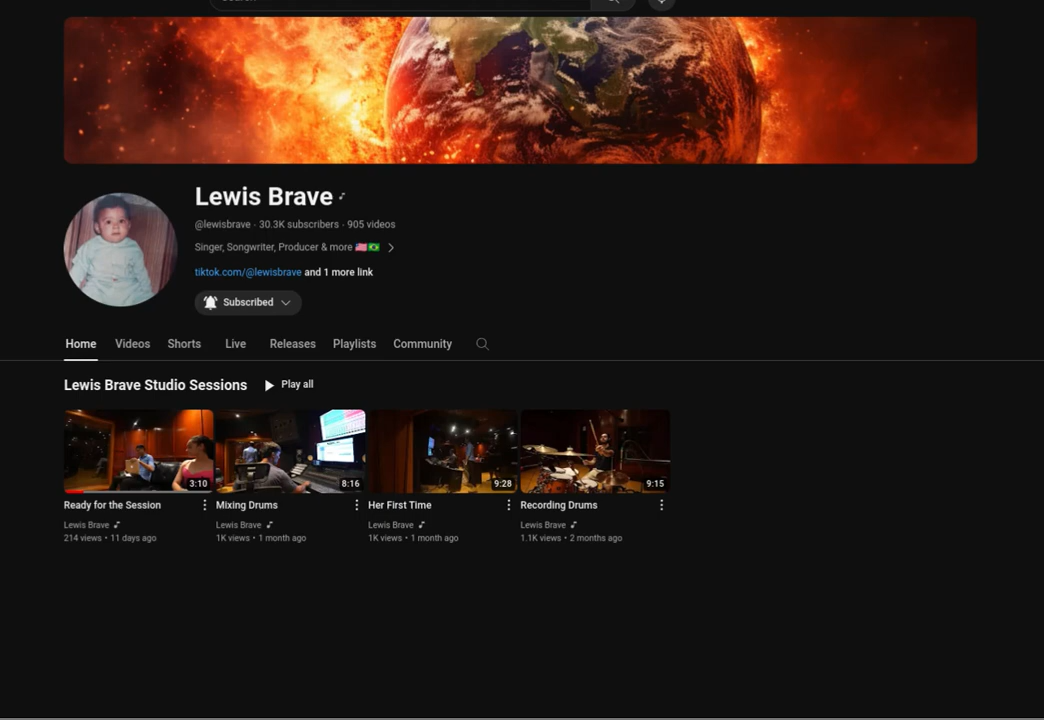 Lewis Brave
@lewisbrave · 30.3K subscribers · 905 videos
Singer, Songwriter, Producer & more 🇺🇸🇧🇷
tiktok.com/@lewisbrave and 1 more link
Subscribed
Home Videos Shorts Live Releases Playlists Community
Lewis Brave Studio Sessions Play all
3:10 8:16 9:28 9:15
Ready for the Session Mixing Drums Her First Time Recording Drums
Lewis Brave Lewis Brave Lewis Brave Lewis Brave
214 views • 11 days ago 1K views • 1 month ago 1K views • 1 month ago 1.1K views • 2 months ago